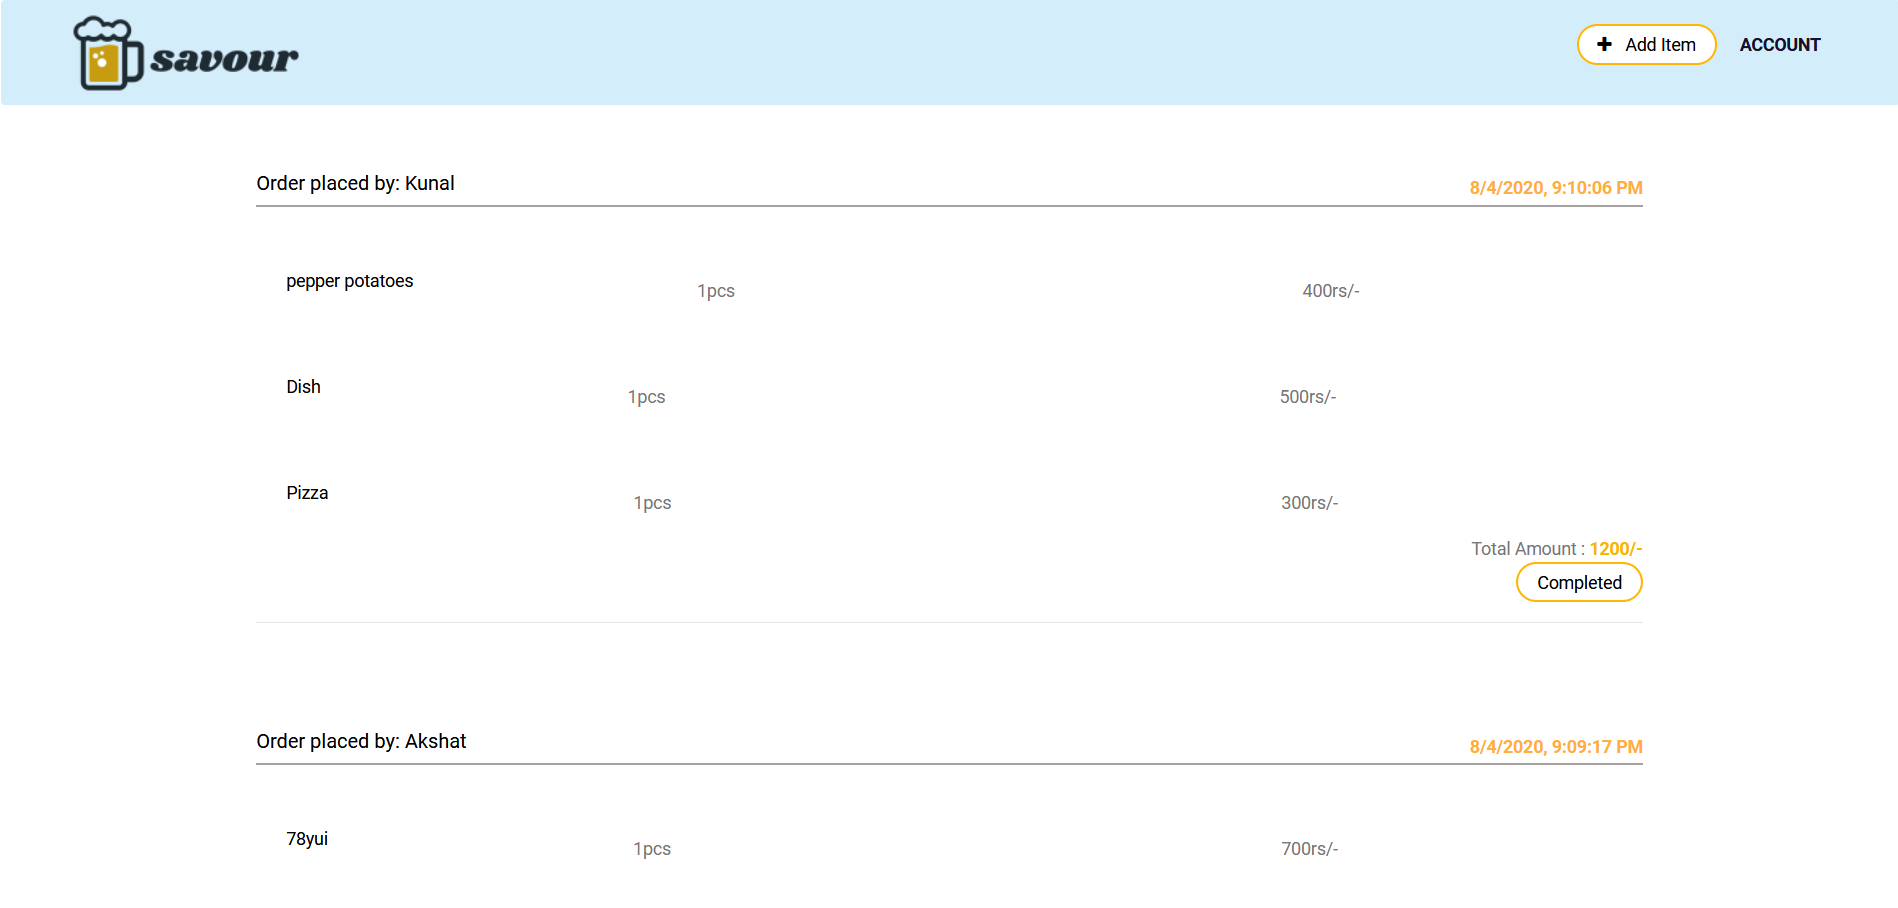 savour
Add Item ACCOUNT
Order placed by: Kunal 8/4/2020, 9:10:06 PM
pepper potatoes 1pcs 400rs/-
Dish 1pcs 500rs/-
Pizza 1pcs 300rs/-
Total Amount : 1200/-
Completed
Order placed by: Akshat 8/4/2020, 9:09:17 PM
78yui 1pcs 700rs/-